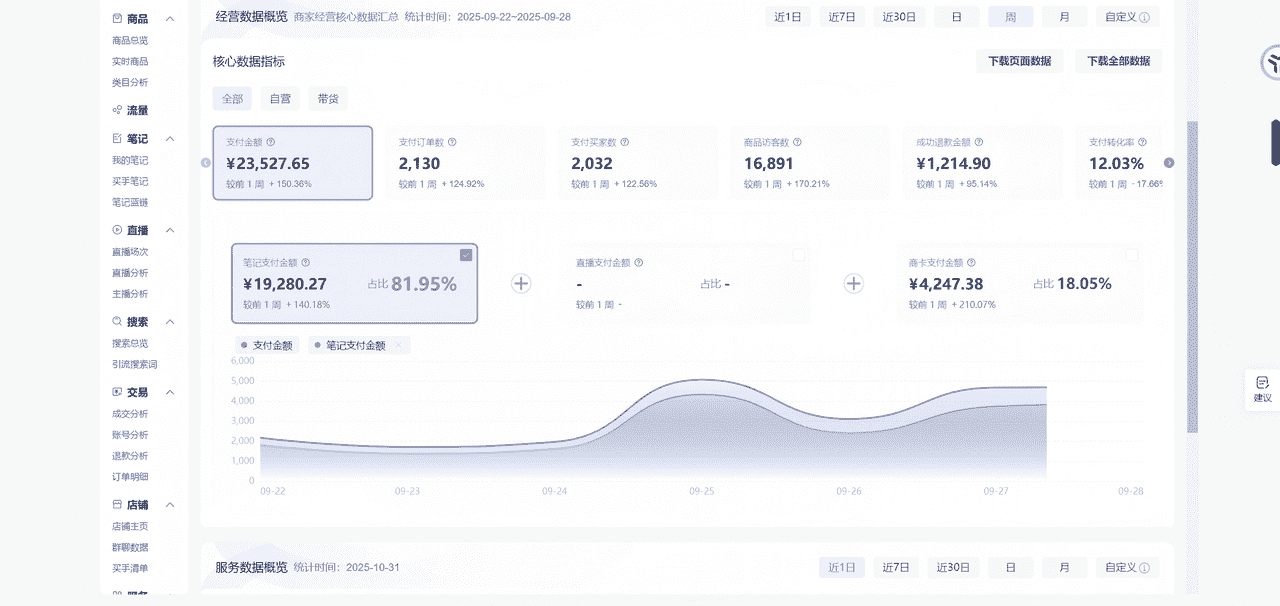 商品
商品总览
实时商品
类目分析
流量
笔记
我的笔记
买手笔记
笔记蓝链
直播
直播场次
直播分析
主播分析
搜索
搜索总览
引流搜索词
交易
成交分析
账号分析
退款分析
订单明细
店铺
店铺主页
群聊数据
买手清单
经营数据概览 商家经营核心数据汇总 统计时间：2025-09-22~2025-09-28
近1日 近7日 近30日 日 周 月 自定义
核心数据指标 下载页面数据 下载全部数据
全部 自营 带货
支付金额 支付订单数 支付买家数 商品访客数 成功退款金额 支付转化率
¥23,527.65 2,130 2,032 16,891 ¥1,214.90 12.03%
较前 1 周 + 150.36% 较前 1 周 + 124.92% 较前 1 周 + 122.56% 较前 1 周 + 170.21% 较前 1 周 + 95.14% 较前 1 周 - 17.66%
笔记支付金额 直播支付金额 商卡支付金额
¥19,280.27 占比 81.95% - 占比 - ¥4,247.38 占比 18.05%
较前 1 周 + 140.18% 较前 1 周 - 较前 1 周 + 210.07%
支付金额 笔记支付金额
6,000
5,000
4,000
3,000
2,000
1,000
0
09-22 09-23 09-24 09-25 09-26 09-27 09-28
服务数据概览 统计时间：2025-10-31
近1日 近7日 近30日 日 月 自定义
建议